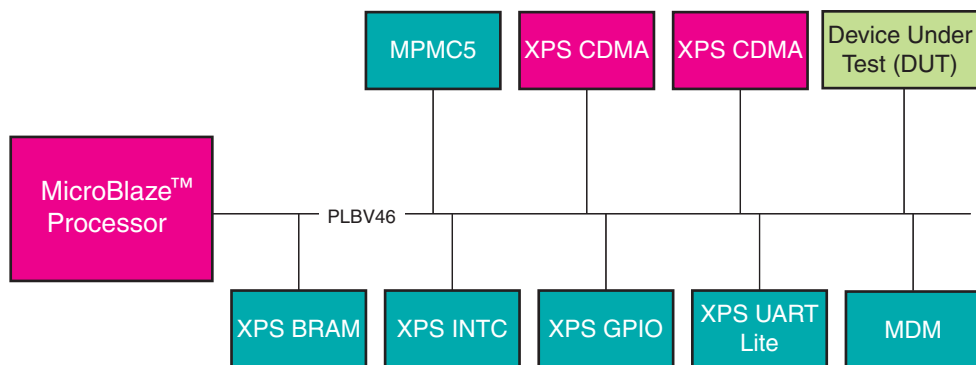 MPMC5
XPS CDMA
XPS CDMA
Device Under
Test (DUT)
MicroBlaze™
Processor
PLBV46
XPS BRAM
XPS INTC
XPS GPIO
XPS UART
Lite
MDM